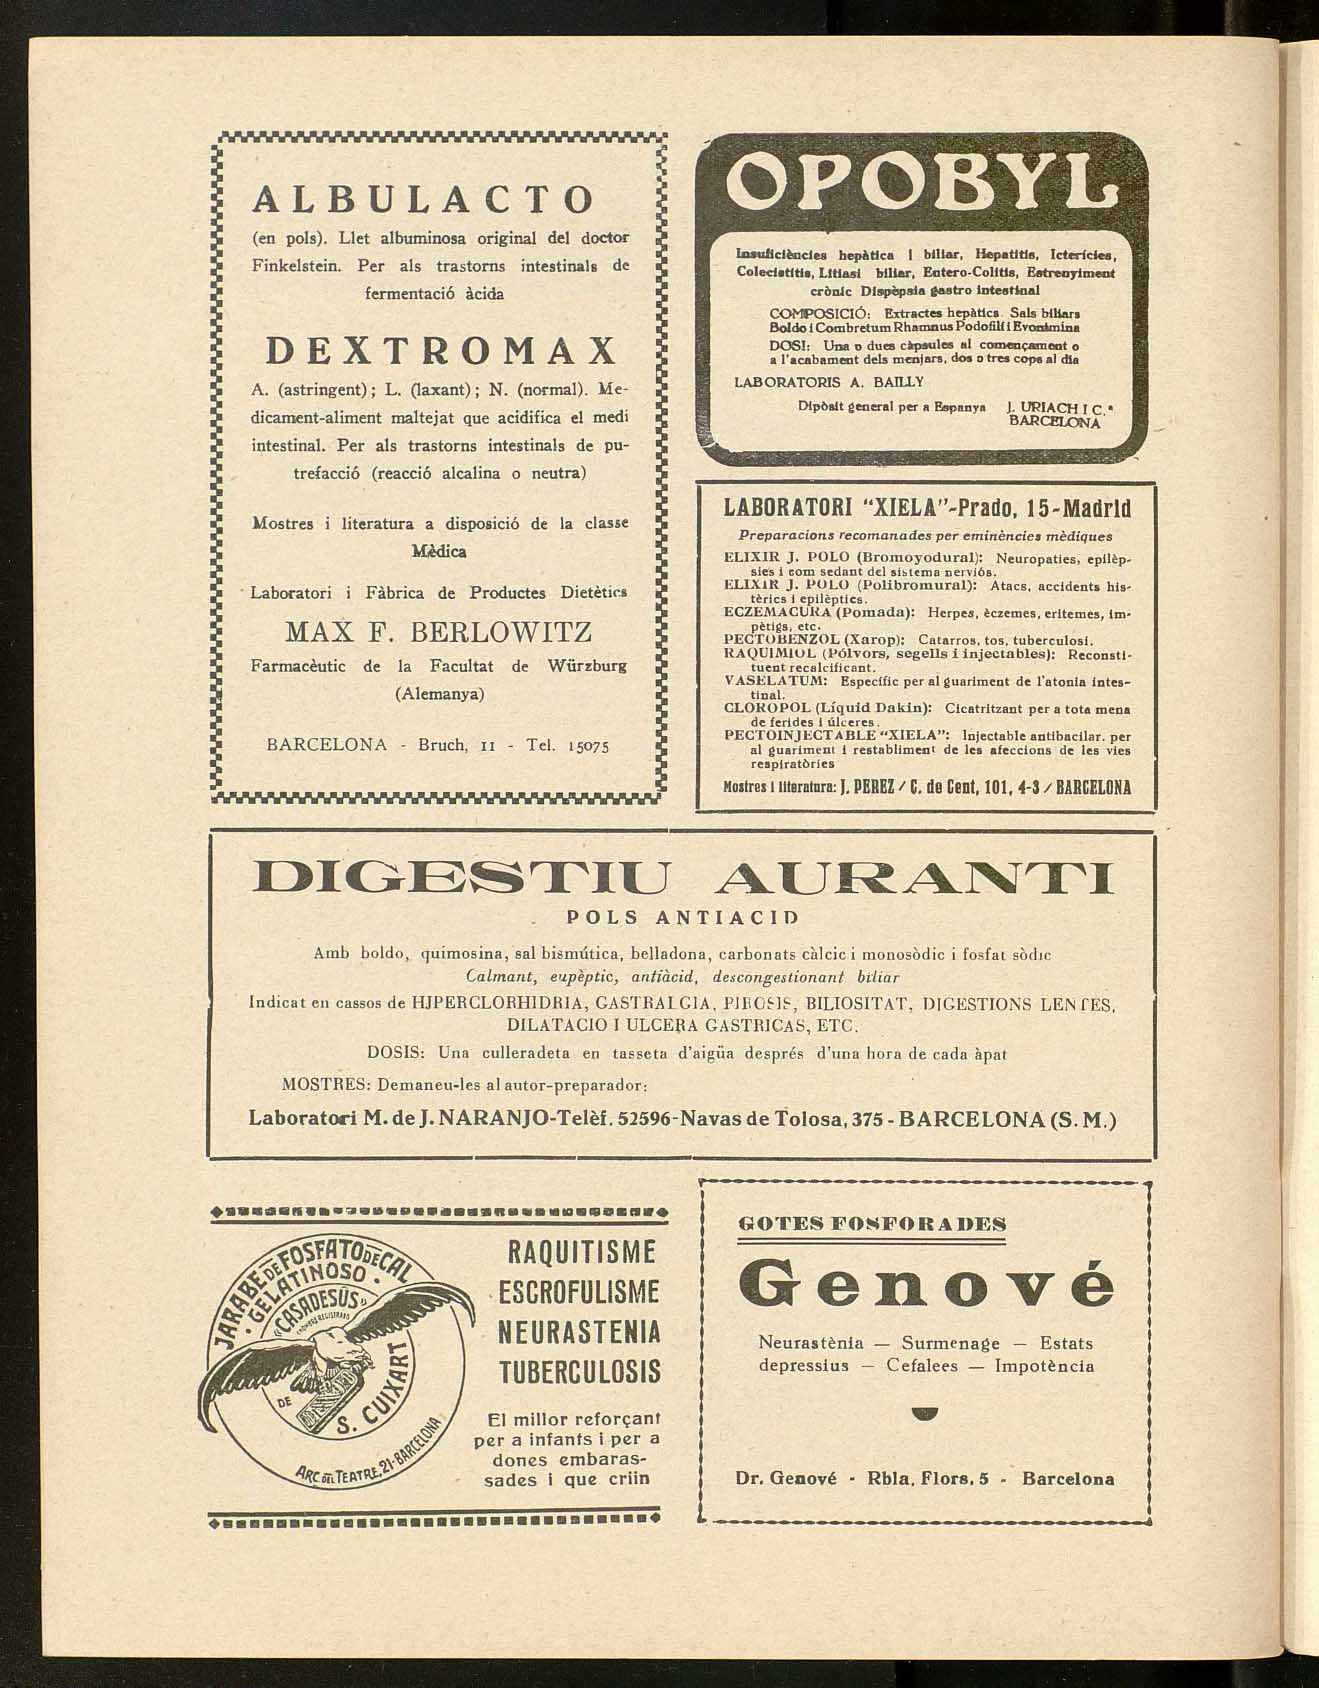 ALBULACTO
(en pols). Llet albuminosa original del doctor
Finkelstein. Per als trastorns intestinals de
fermentació àcida
DEXTROMAX
A. (astringent); L. (laxant); N. (normal). Me-
dicament-aliment maltejat que acidifica el medi
intestinal. Per als trastorns intestinals de pu-
trefacció (reacció alcalina o neutra)
Mostres i literatura a disposició de la classe
Mèdica
Laboratori i Fàbrica de Productes Dietètics
MAX F. BERLOWITZ
Farmacèutic de la Facultat de Würzburg
(Alemanya)
BARCELONA - Bruch, 11 - Tel. 15075
OPOBYL
Insuficiències hepàtica i biliar, Hepatitis, Icterícies,
Colecistitis, Litiasi biliar, Entero-Colitis, Estrenyiment
crònic Dispèpsia gastro intestinal
COMPOSICIÓ: Extractes hepàtics. Sals biliars
Boldo i Combretum Rhamnus Podofilí i Evonimina
DOSI: Una o dues càpsules al començament o
a l'acabament dels menjars, dos o tres cops al dia
LABORATORIS A. BAILLY
Dipòsit general per a Espanya J. URIACH I C.ª
BARCELONA
LABORATORI "XIELA"-Prado, 15-Madrid
Preparacions recomanades per eminències mèdiques
ELIXIR J. POLO (Bromoyodural): Neuropaties, epilèp-
sies i com sedant del sistema nerviós.
ELIXIR J. POLO (Polibromural): Atacs, accidents his-
tèrics i epilèptics.
ECZEMACURA (Pomada): Herpes, èczemes, eritemes, im-
pètigs, etc.
PECTOBENZOL (Xarop): Catarros, tos, tuberculosi.
RAQUIMIOL (Pólvors, segells i injectables): Reconsti-
tuent recalcificant.
VASELATUM: Específic per al guariment de l'atonia intes-
tinal.
CLOROPOL (Líquid Dakin): Cicatritzant per a tota mena
de ferides i úlceres.
PECTOINJECTABLE "XIELA": Injectable antibacilar. per
al guariment i restabliment de les afeccions de les vies
respiratòries
Mostres i literatura: J. PEREZ / C. de Cent, 101, 4-3 / BARCELONA
DIGESTIU AURANTI
POLS ANTIACID
Amb boldo, quimosina, sal bismútica, belladona, carbonats càlcic i monosòdic i fosfat sòdic
Calmant, eupèptic, antiàcid, descongestionant biliar
Indicat en cassos de HIPERCLORHIDRIA, GASTRALGIA, PIROSIS, BILIOSITAT, DIGESTIONS LENTES,
DILATACIO I ULCERA GASTRICAS, ETC.
DOSIS: Una culleradeta en tasseta d'aigüa després d'una hora de cada àpat
MOSTRES: Demaneu-les al autor-preparador:
Laboratori M. de J. NARANJO-Telèf. 52596-Navas de Tolosa, 375 - BARCELONA (S. M.)
JARABE DE FOSFATO DE CAL
· GELATINOSO ·
"CASADESÚS"
NOMBRE REGISTRADO
DE
S. CUIXART
ARC DEL TEATRE, 21-BARCELONA
RAQUITISME
ESCROFULISME
NEURASTENIA
TUBERCULOSIS
El millor reforçant
per a infants i per a
dones embaras-
sades i que criin
GOTES FOSFORADES
Genové
Neurastènia — Surmenage — Estats
depressius — Cefalees — Impotència
Dr. Genové - Rbla. Flors, 5 - Barcelona